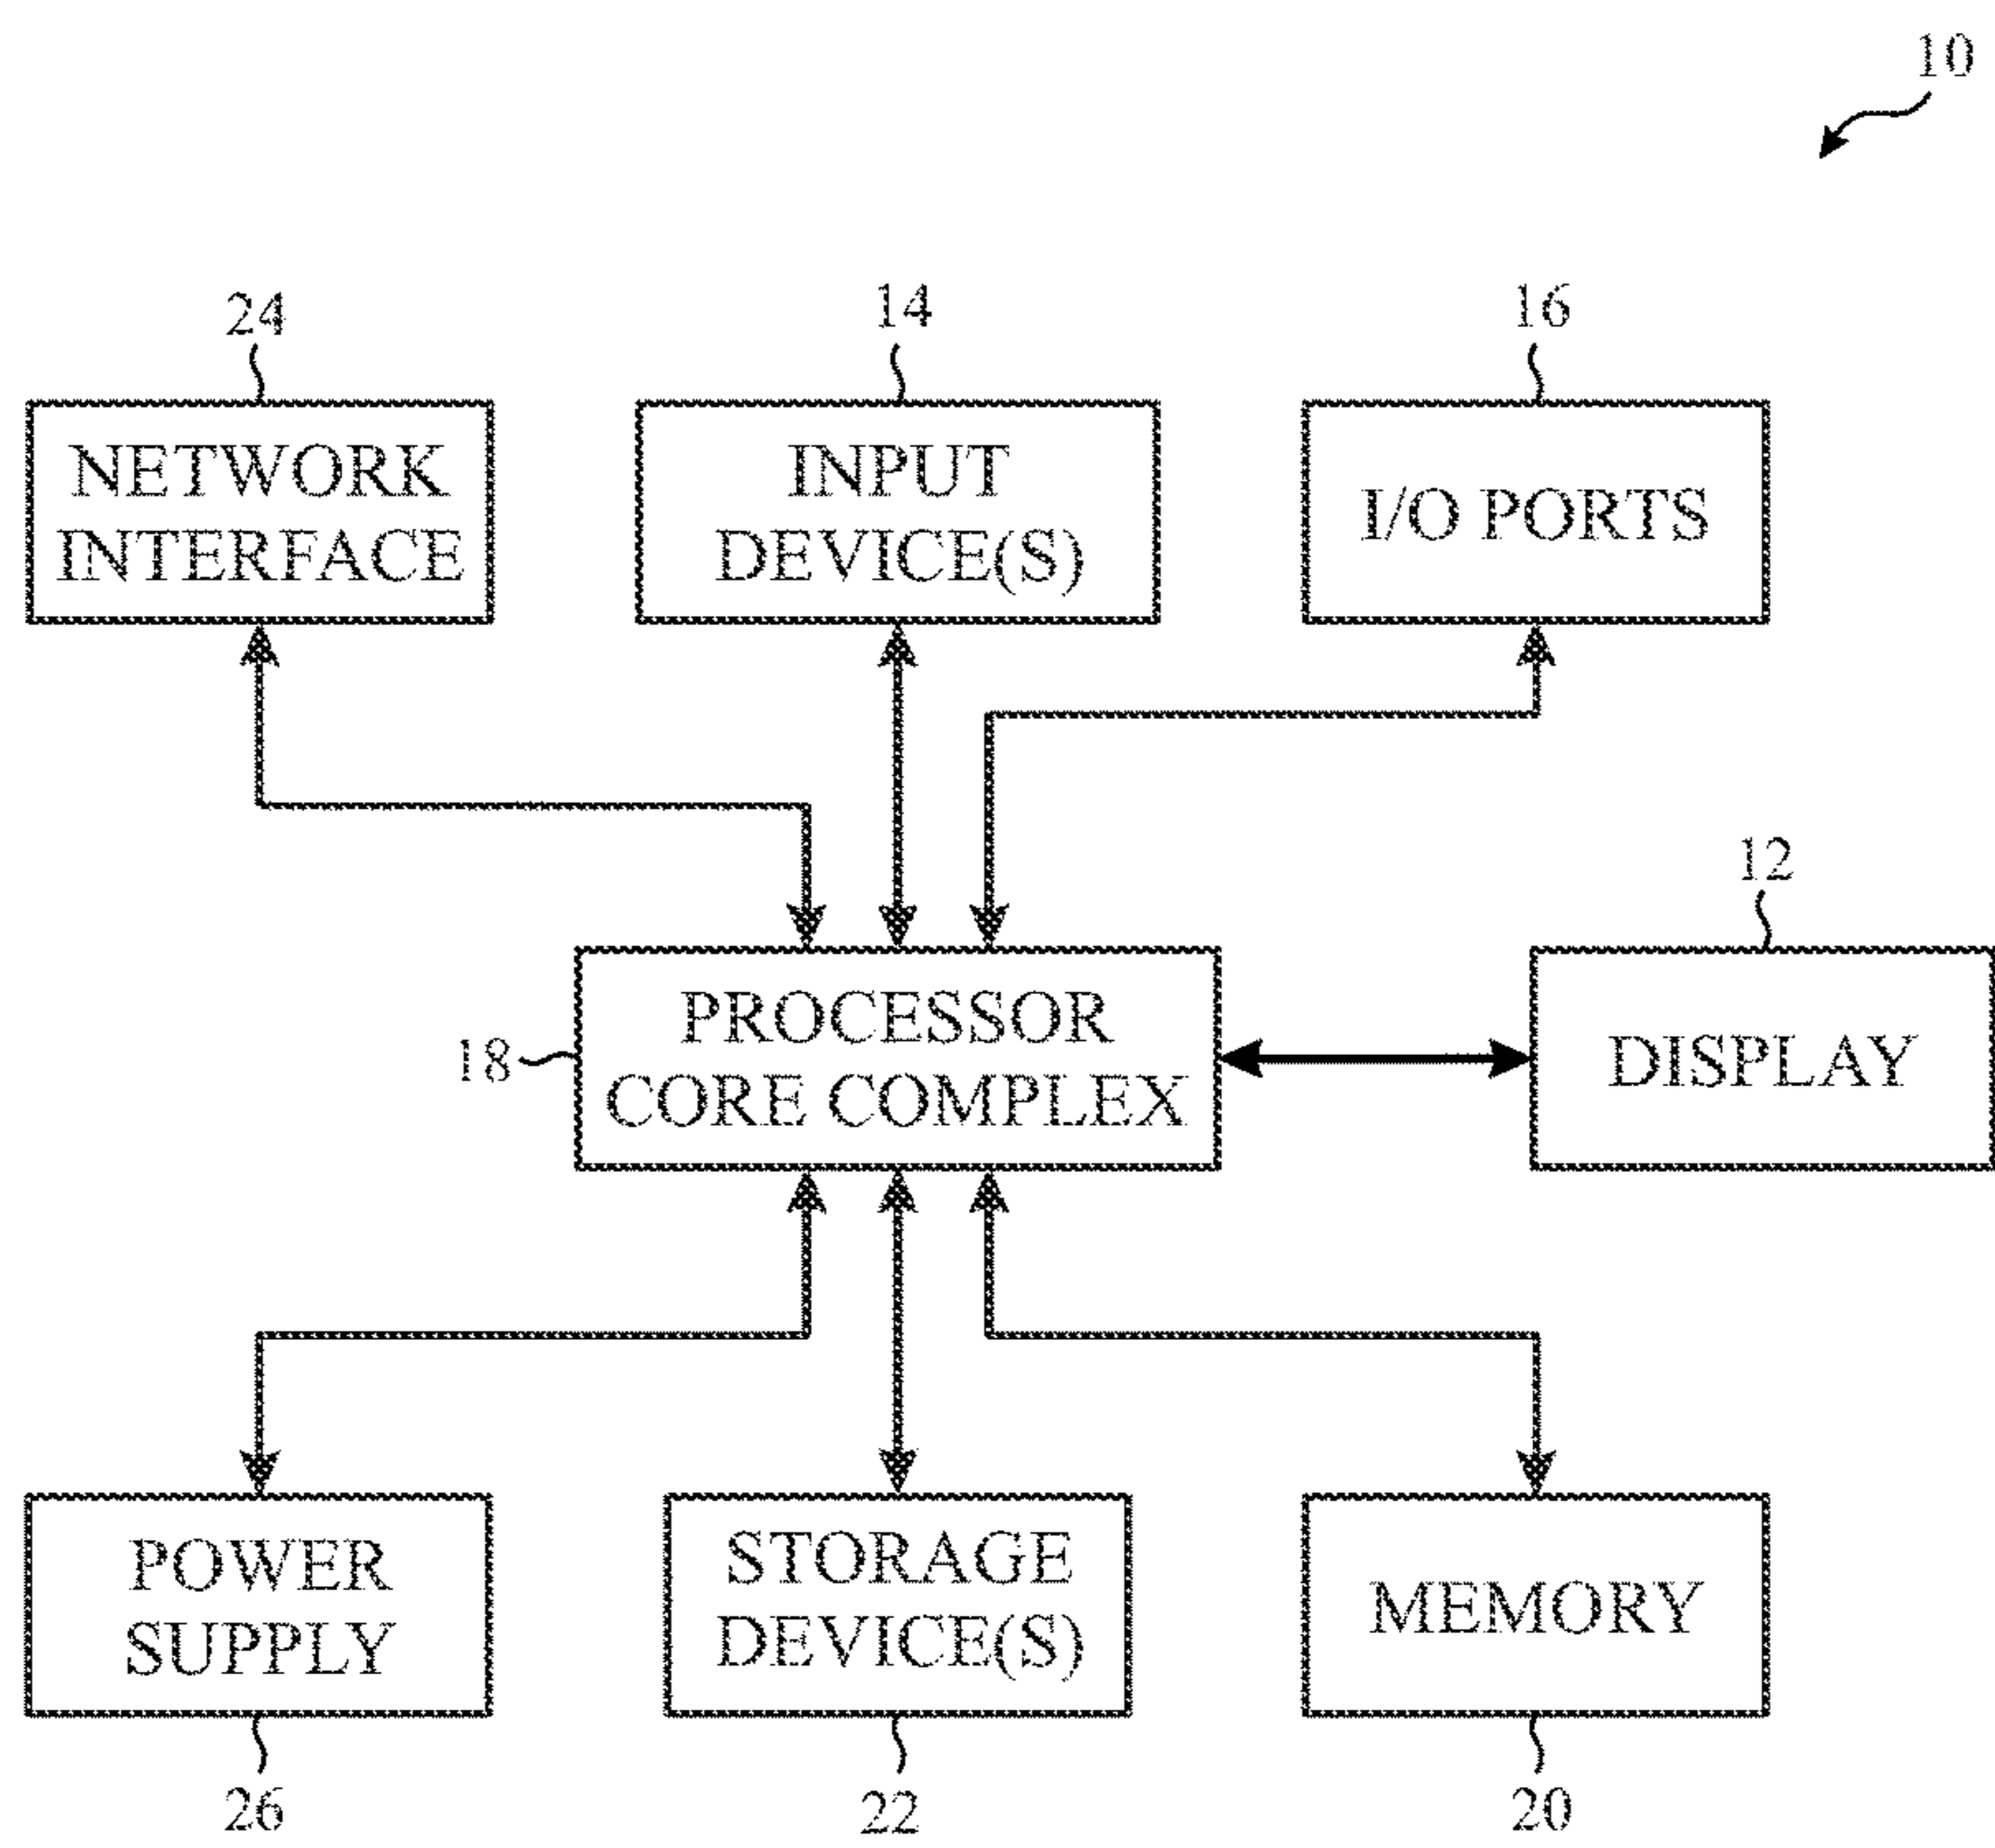 10
24
14
16
NETWORK
INTERFACE
INPUT
DEVICE(S)
I/O PORTS
12
18
PROCESSOR
CORE COMPLEX
DISPLAY
POWER
SUPPLY
STORAGE
DEVICE(S)
MEMORY
26
22
20